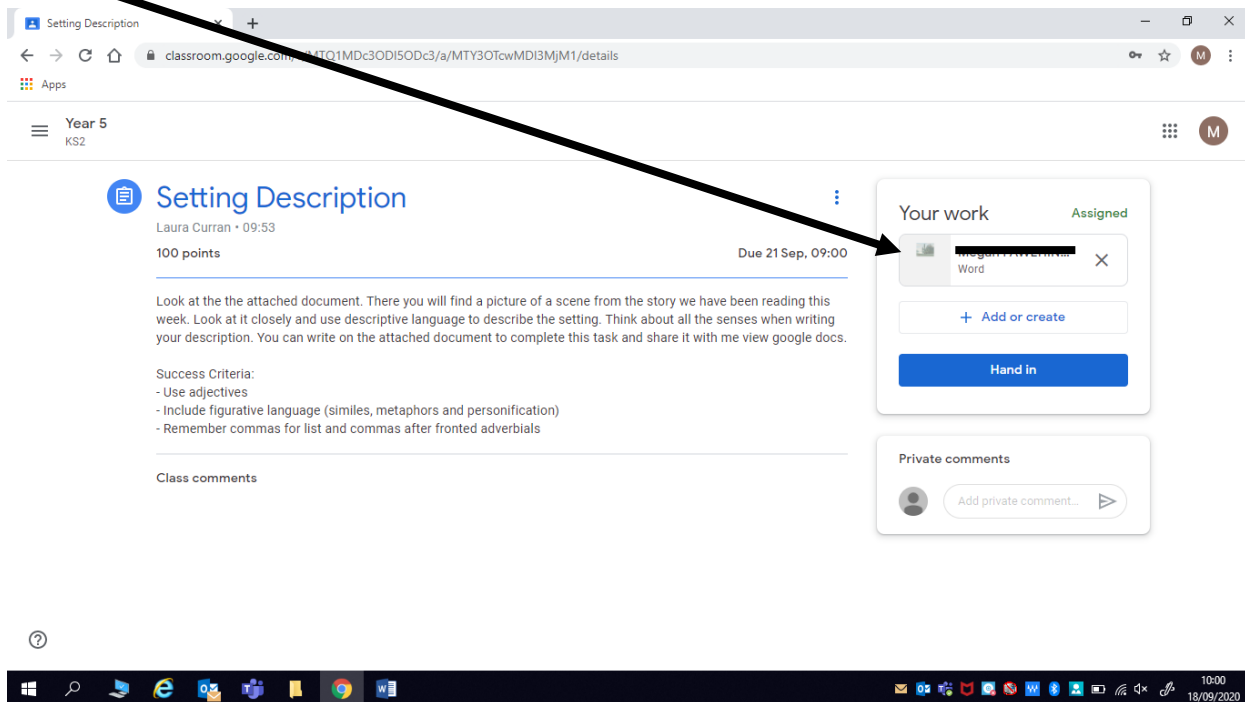 Setting Description
classroom.google.com/c/MTQ1MDc3ODI5ODc3/a/MTY3OTcwMDI3MjM1/details
M
Apps
Year 5
KS2
M
Setting Description
Laura Curran • 09:53
100 points
Due 21 Sep, 09:00
Look at the the attached document. There you will find a picture of a scene from the story we have been reading this
week. Look at it closely and use descriptive language to describe the setting. Think about all the senses when writing
your description. You can write on the attached document to complete this task and share it with me view google docs.
Success Criteria:
- Use adjectives
- Include figurative language (similes, metaphors and personification)
- Remember commas for list and commas after fronted adverbials
Class comments
Your work
Assigned
Word
+ Add or create
Hand in
Private comments
Add private comment...
10:00
18/09/2020